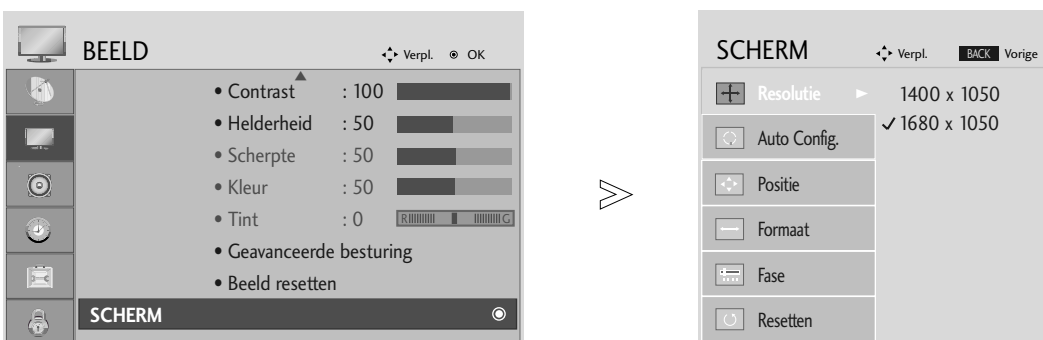 BEELD Verpl. OK
• Contrast : 100
• Helderheid : 50
• Scherpte : 50
• Kleur : 50
• Tint : 0 R G
• Geavanceerde besturing
• Beeld resetten
SCHERM
SCHERM Verpl. BACK Vorige
Resolutie 1400 x 1050
✓ 1680 x 1050
Auto Config.
Positie
Formaat
Fase
Resetten